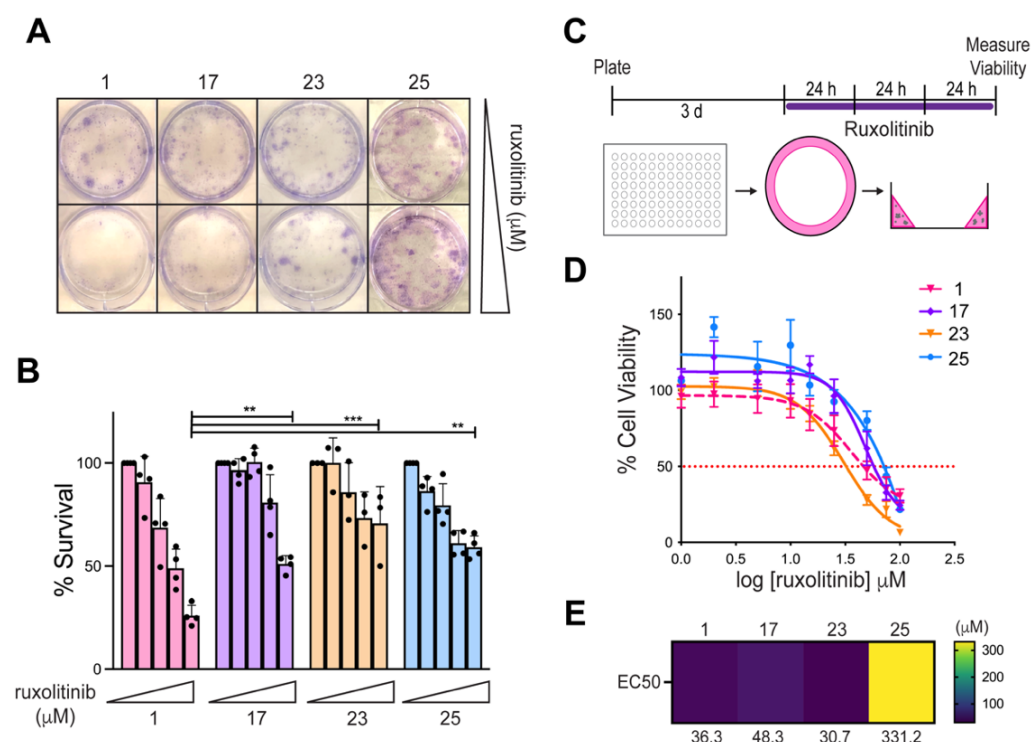 A
1 17 23 25
ruxolitinib (μM)
B
** *** **
100
50
0
% Survival
ruxolitinib
(μM)
1 17 23 25
C
Plate
Measure
Viability
24 h 24 h 24 h
3 d
Ruxolitinib
D
1
17
23
25
150
100
50
0
% Cell Viability
0.0 0.5 1.0 1.5 2.0 2.5
log [ruxolitinib] μM
E
1 17 23 25
(μM)
300
200
100
EC50
36.3 48.3 30.7 331.2